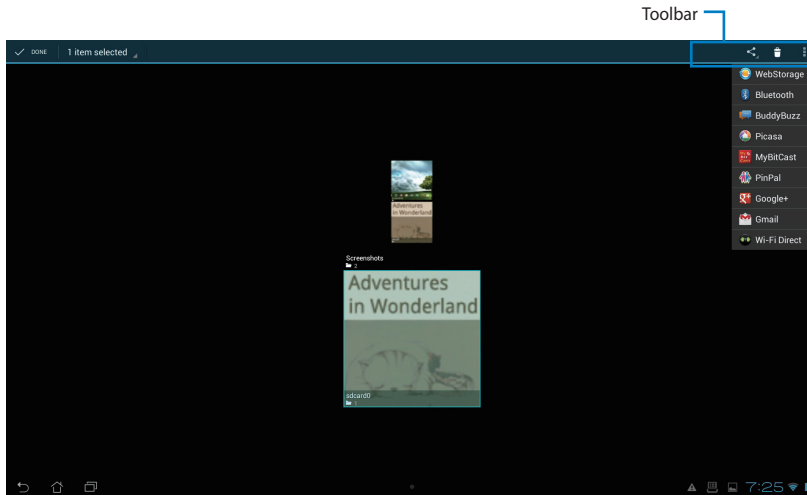 Toolbar
DONE
1 item selected
WebStorage
Bluetooth
BuddyBuzz
Picasa
MyBitCast
PinPal
Google+
Gmail
Wi-Fi Direct
Adventures
in Wonderland
Screenshots
2
Adventures
in Wonderland
sdcard0
1
7:25